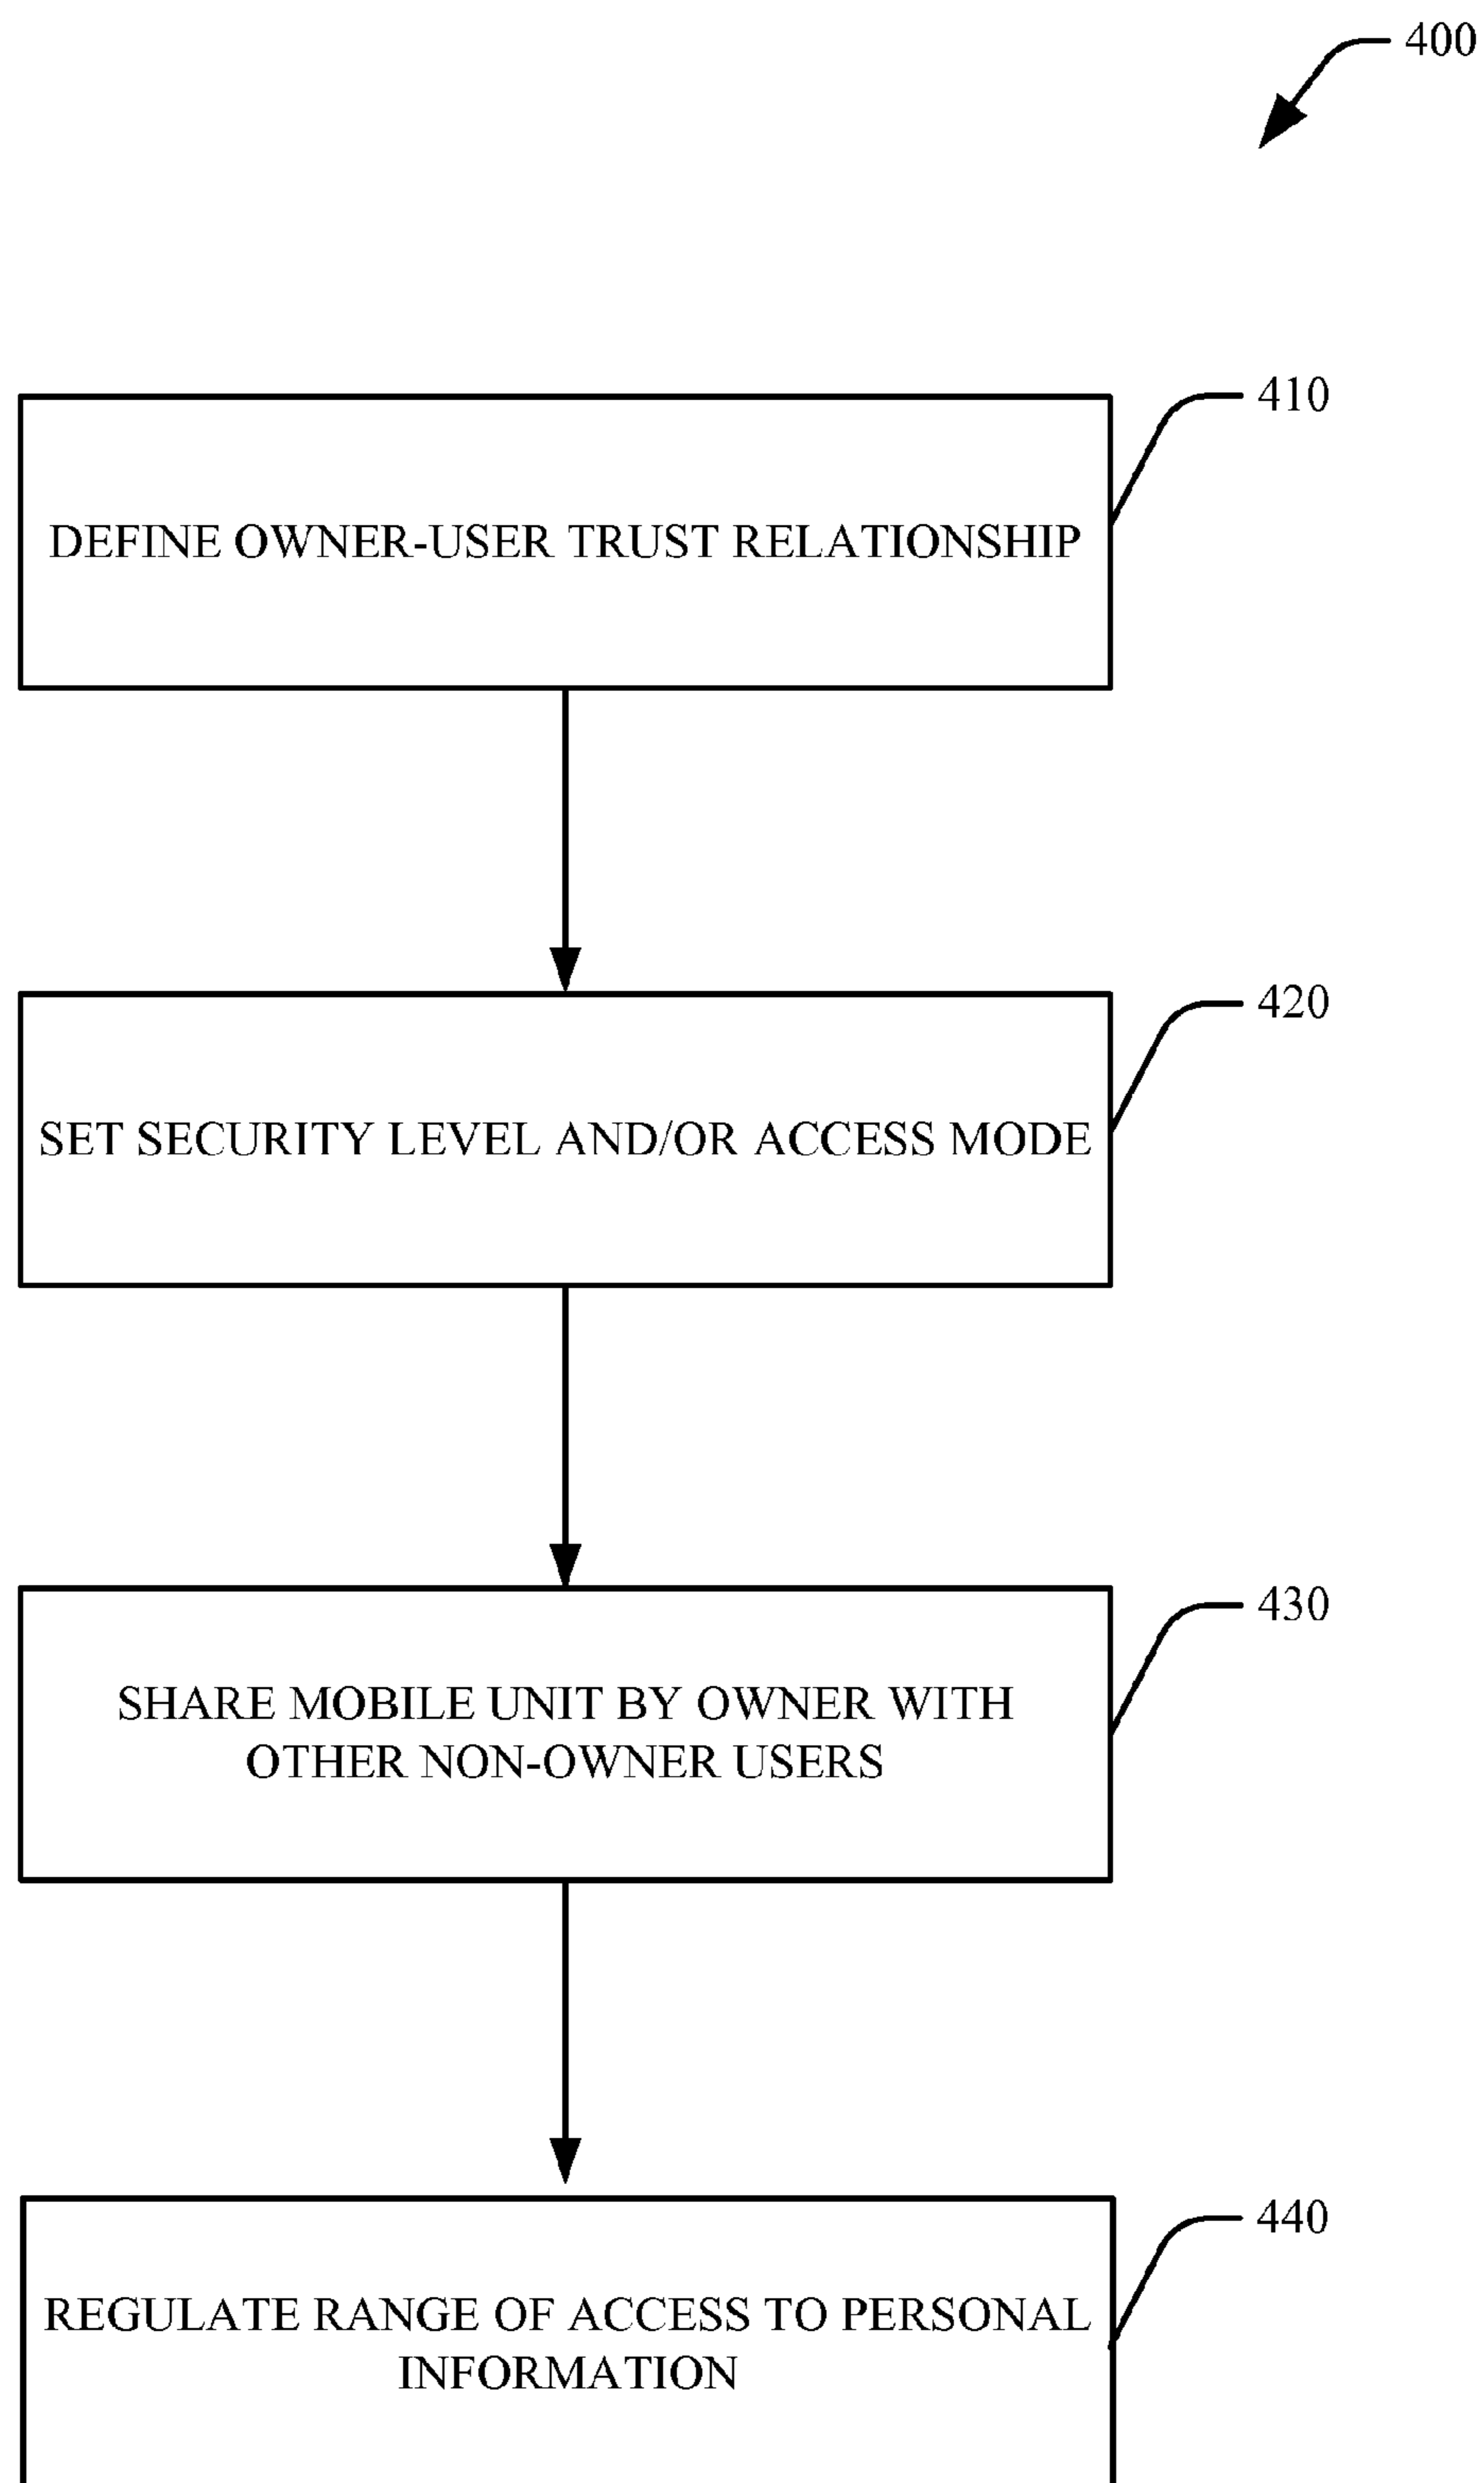 400
410
DEFINE OWNER-USER TRUST RELATIONSHIP
420
SET SECURITY LEVEL AND/OR ACCESS MODE
430
SHARE MOBILE UNIT BY OWNER WITH
OTHER NON-OWNER USERS
440
REGULATE RANGE OF ACCESS TO PERSONAL
INFORMATION